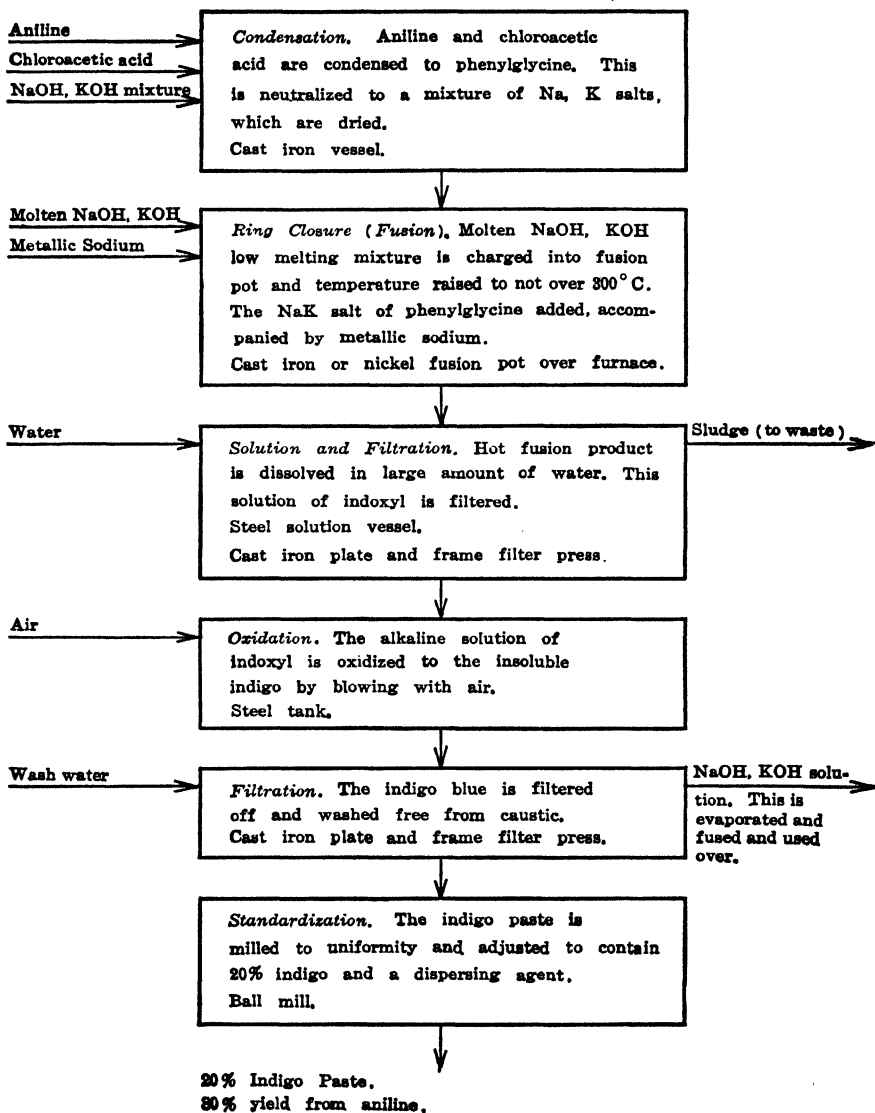 Aniline
Chloroacetic acid
NaOH, KOH mixture
Condensation. Aniline and chloroacetic
acid are condensed to phenylglycine. This
is neutralized to a mixture of Na, K salts,
which are dried.
Cast iron vessel.
Molten NaOH, KOH
Metallic Sodium
Ring Closure (Fusion). Molten NaOH, KOH
low melting mixture is charged into fusion
pot and temperature raised to not over 300°C.
The NaK salt of phenylglycine added, accom-
panied by metallic sodium.
Cast iron or nickel fusion pot over furnace.
Water
Solution and Filtration. Hot fusion product
is dissolved in large amount of water. This
solution of indoxyl is filtered.
Steel solution vessel.
Cast iron plate and frame filter press.
Sludge (to waste)
Air
Oxidation. The alkaline solution of
indoxyl is oxidized to the insoluble
indigo by blowing with air.
Steel tank.
Wash water
Filtration. The indigo blue is filtered
off and washed free from caustic.
Cast iron plate and frame filter press.
NaOH, KOH solu-
tion. This is
evaporated and
fused and used
over.
Standardization. The indigo paste is
milled to uniformity and adjusted to contain
20% indigo and a dispersing agent.
Ball mill.
20% Indigo Paste.
80% yield from aniline.